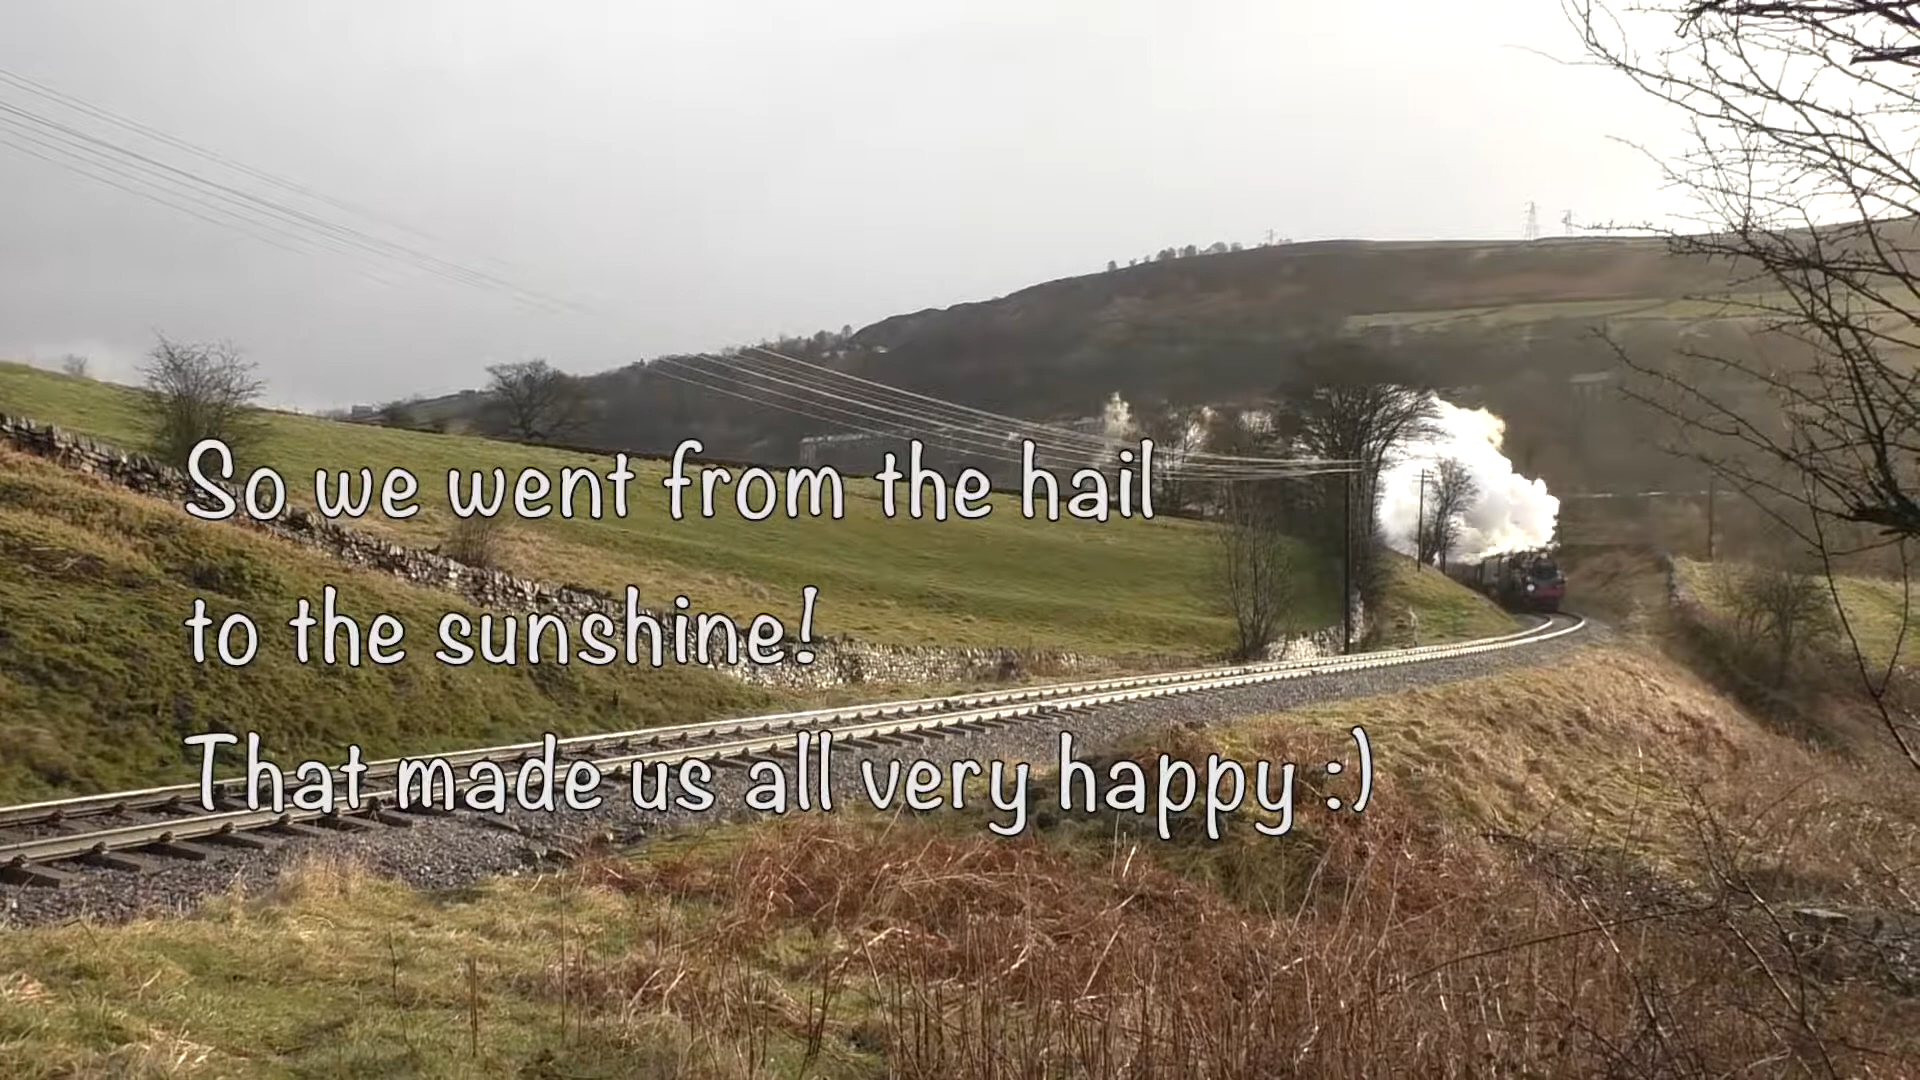 So we went from the hail
to the sunshine!
That made us all very happy :)